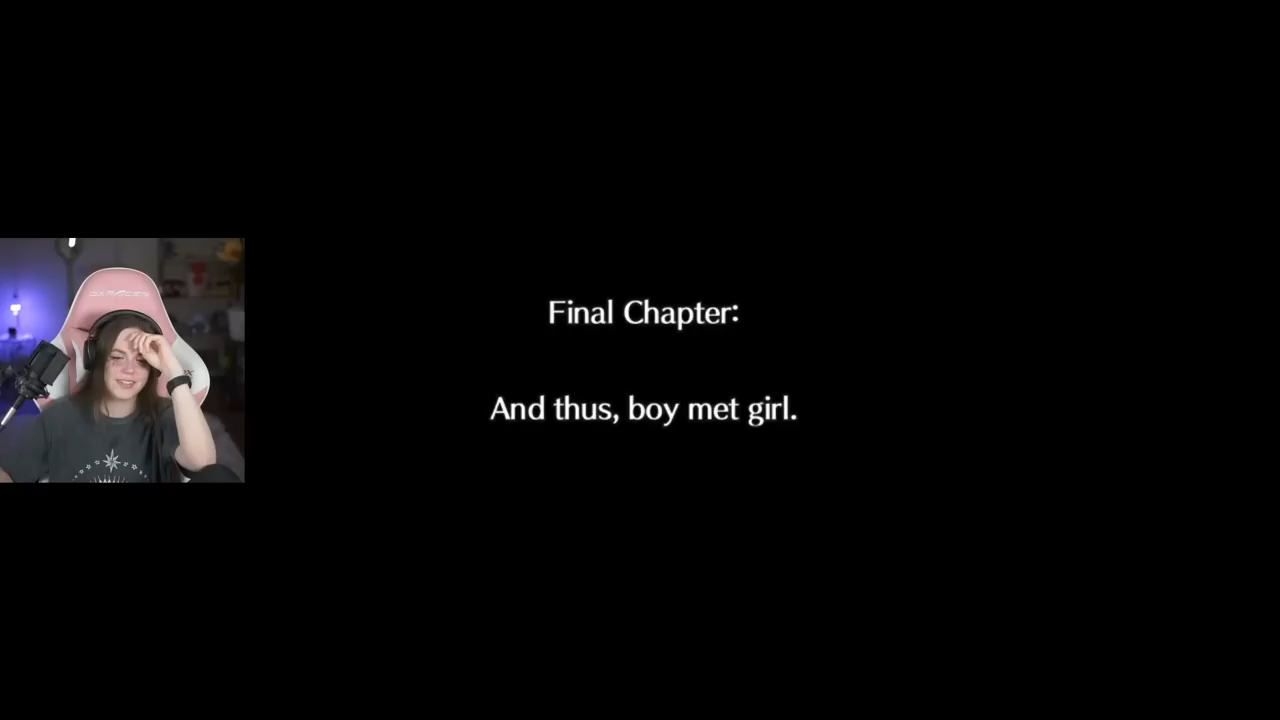 Final Chapter:
And thus, boy met girl.